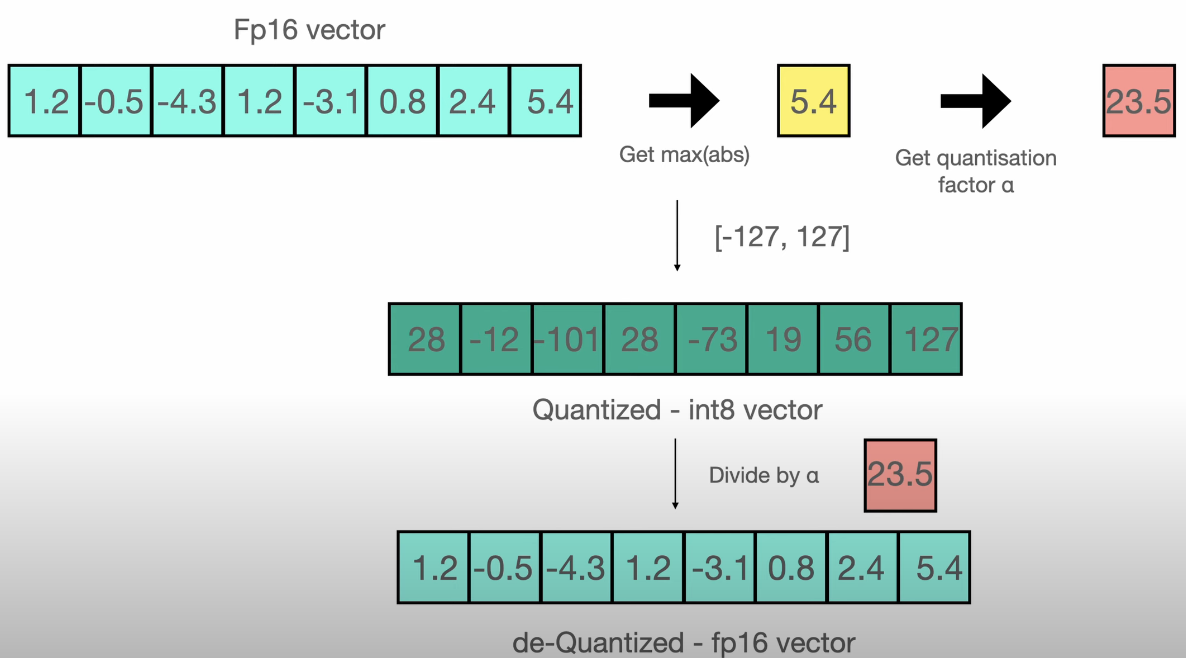 Fp16 vector
1.2 -0.5 -4.3 1.2 -3.1 0.8 2.4 5.4
5.4
23.5
Get max(abs)
Get quantisation
factor α
[-127, 127]
28 -12 -101 28 -73 19 56 127
Quantized - int8 vector
Divide by α
23.5
1.2 -0.5 -4.3 1.2 -3.1 0.8 2.4 5.4
de-Quantized - fp16 vector